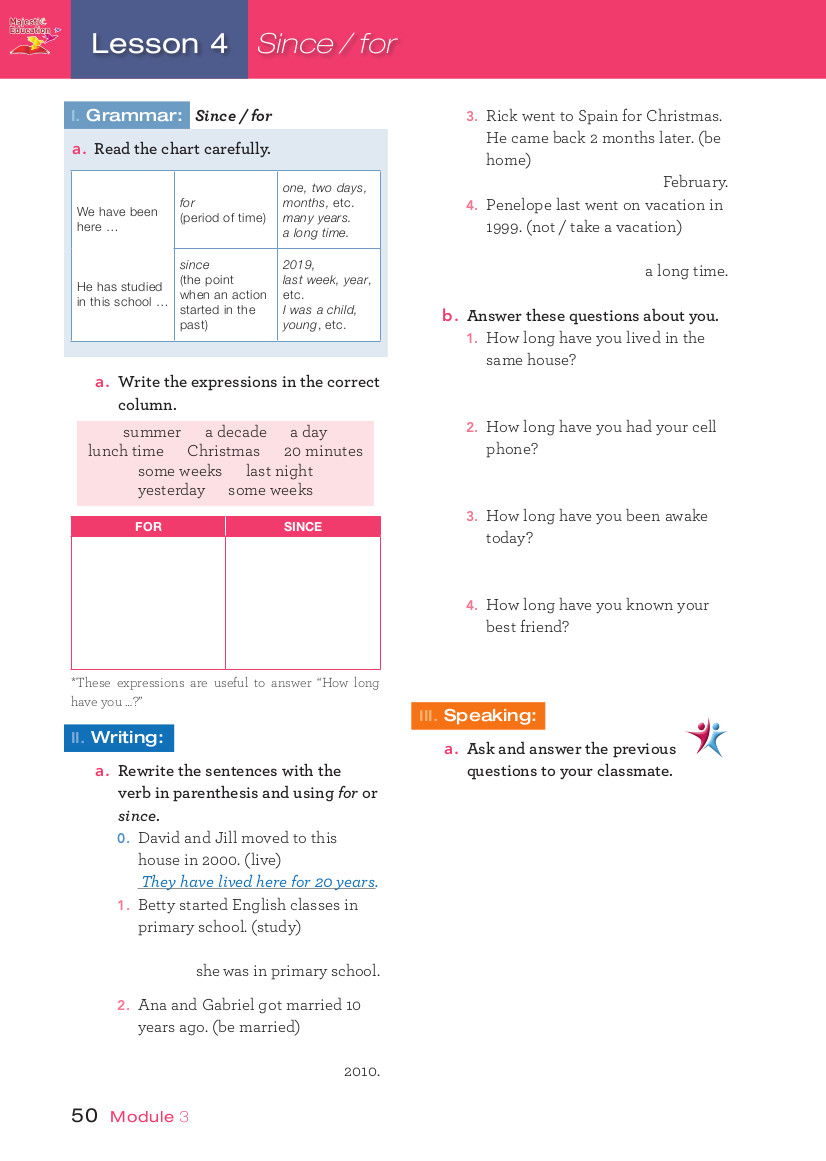 Majestic
Education
Lesson 4
Since / for
I. Grammar: Since / for
a. Read the chart carefully.
We have been
here …
for
(period of time)
one, two days,
months, etc.
many years.
a long time.
He has studied
in this school …
since
(the point
when an action
started in the
past)
2019,
last week, year,
etc.
I was a child,
young, etc.
a. Write the expressions in the correct
column.
summer a decade a day
lunch time Christmas 20 minutes
some weeks last night
yesterday some weeks
FOR SINCE
*These expressions are useful to answer “How long
have you …?”
II. Writing:
a. Rewrite the sentences with the
verb in parenthesis and using for or
since.
0. David and Jill moved to this
house in 2000. (live)
They have lived here for 20 years.
1. Betty started English classes in
primary school. (study)
she was in primary school.
2. Ana and Gabriel got married 10
years ago. (be married)
2010.
3. Rick went to Spain for Christmas.
He came back 2 months later. (be
home)
February.
4. Penelope last went on vacation in
1999. (not / take a vacation)
a long time.
b. Answer these questions about you.
1. How long have you lived in the
same house?
2. How long have you had your cell
phone?
3. How long have you been awake
today?
4. How long have you known your
best friend?
III. Speaking:
a. Ask and answer the previous
questions to your classmate.
50 Module 3